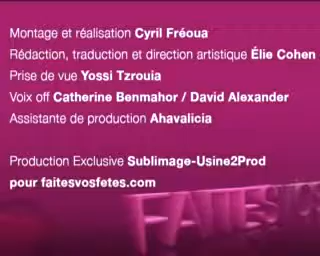 Montage et réalisation Cyril Fréoua
Rédaction, traduction et direction artistique Élie Cohen
Prise de vue Yossi Tzrouia
Voix off Catherine Benmahor / David Alexander
Assistante de production Ahavalicia
Production Exclusive Sublimage-Usine2Prod
pour faitesvosfetes.com